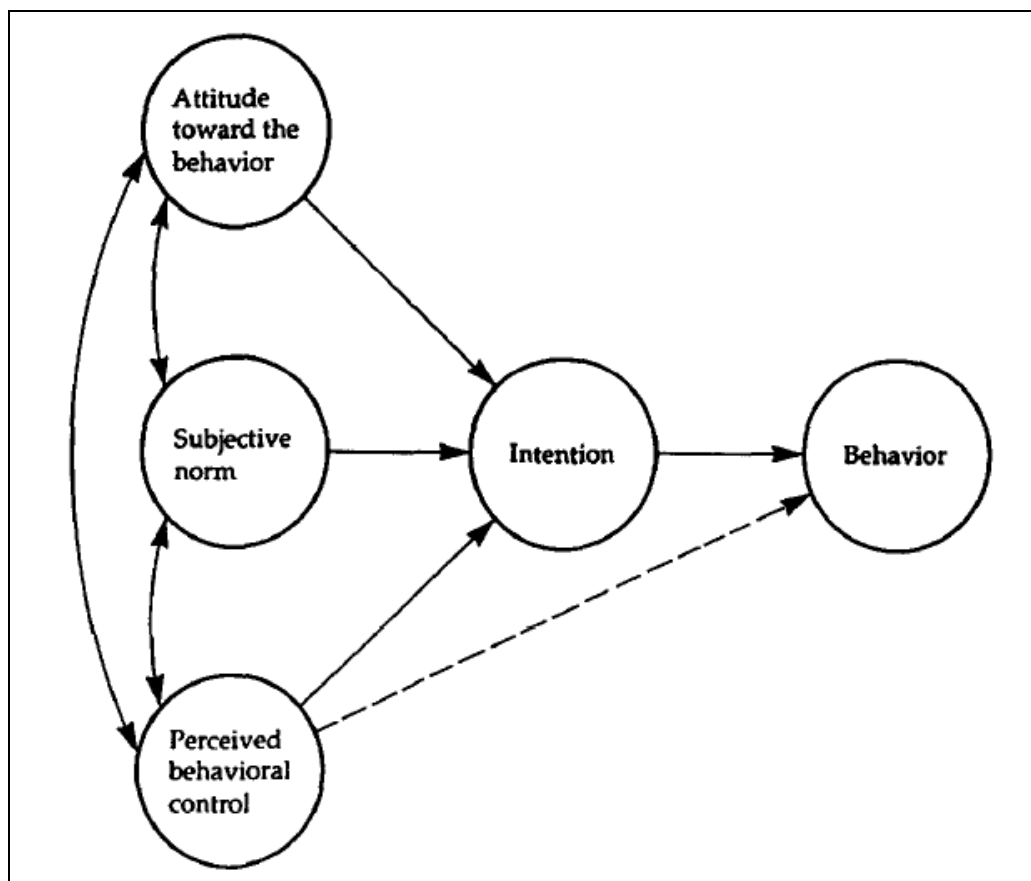 Attitude
toward the
behavior
Subjective
norm
Intention
Behavior
Perceived
behavioral
control